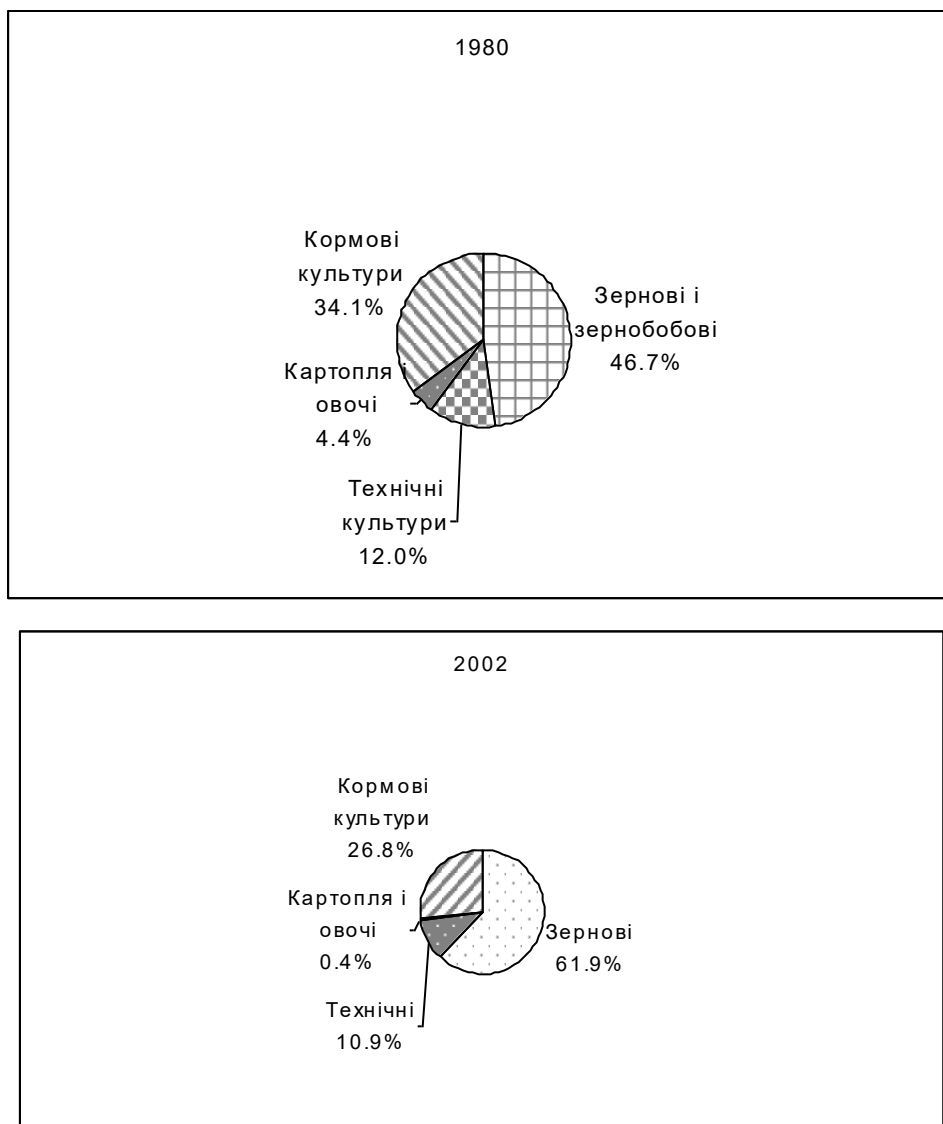 1980
Кормові
культури
34.1%
Зернові і
зернобобові
46.7%
Картопля і
овочі
4.4%
Технічні
культури
12.0%
2002
Кормові
культури
26.8%
Картопля і
овочі
0.4%
Зернові
61.9%
Технічні
10.9%